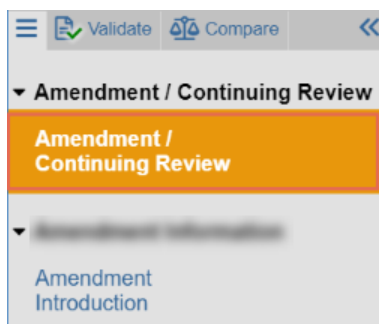 Validate Compare
Amendment / Continuing Review
Amendment /
Continuing Review
Amendment
Introduction